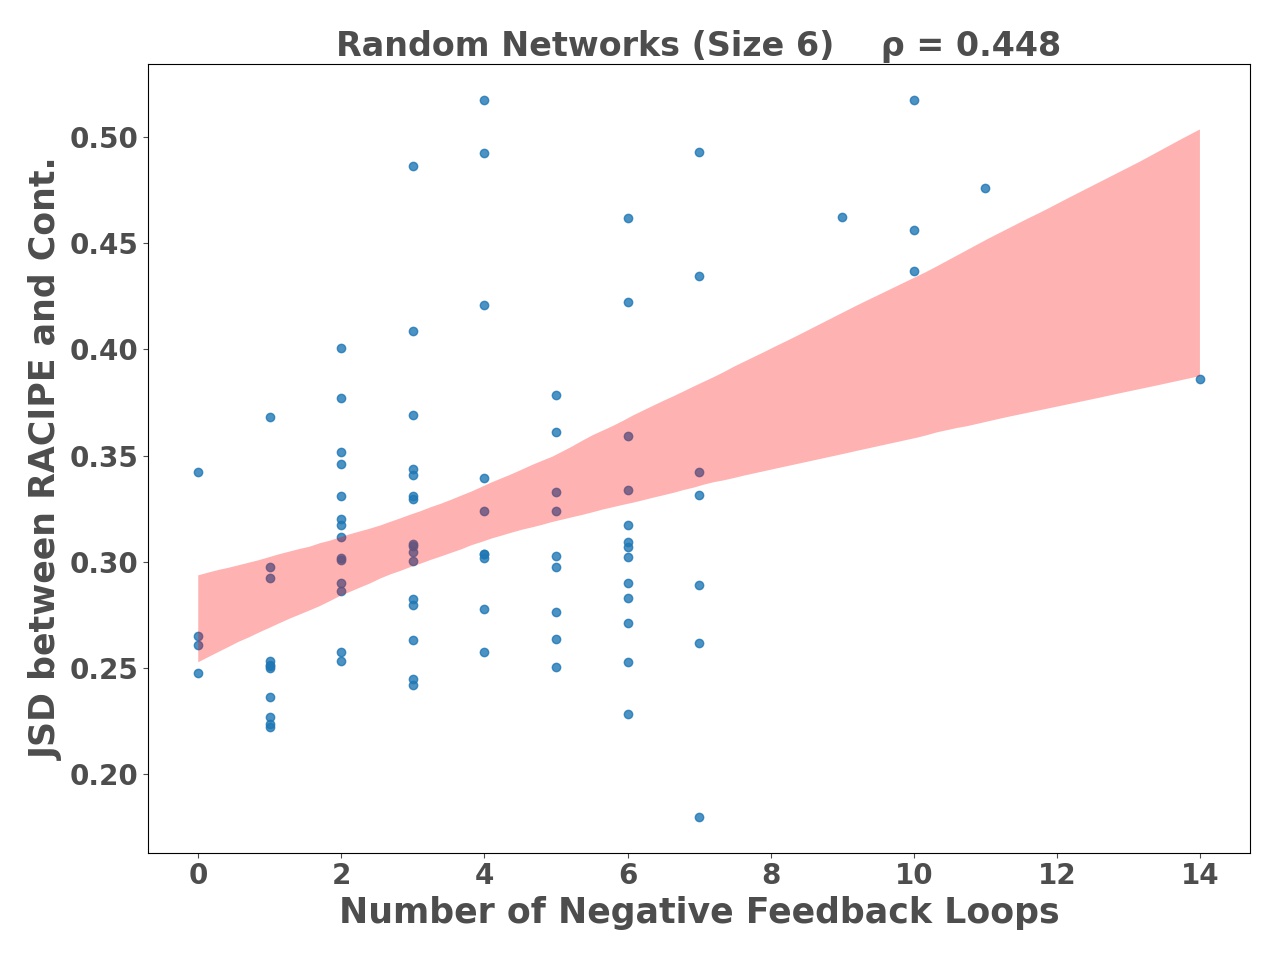 Random Networks (Size 6)    ρ = 0.448
JSD between RACIPE and Cont.
0.50
0.45
0.40
0.35
0.30
0.25
0.20
0 2 4 6 8 10 12 14
Number of Negative Feedback Loops